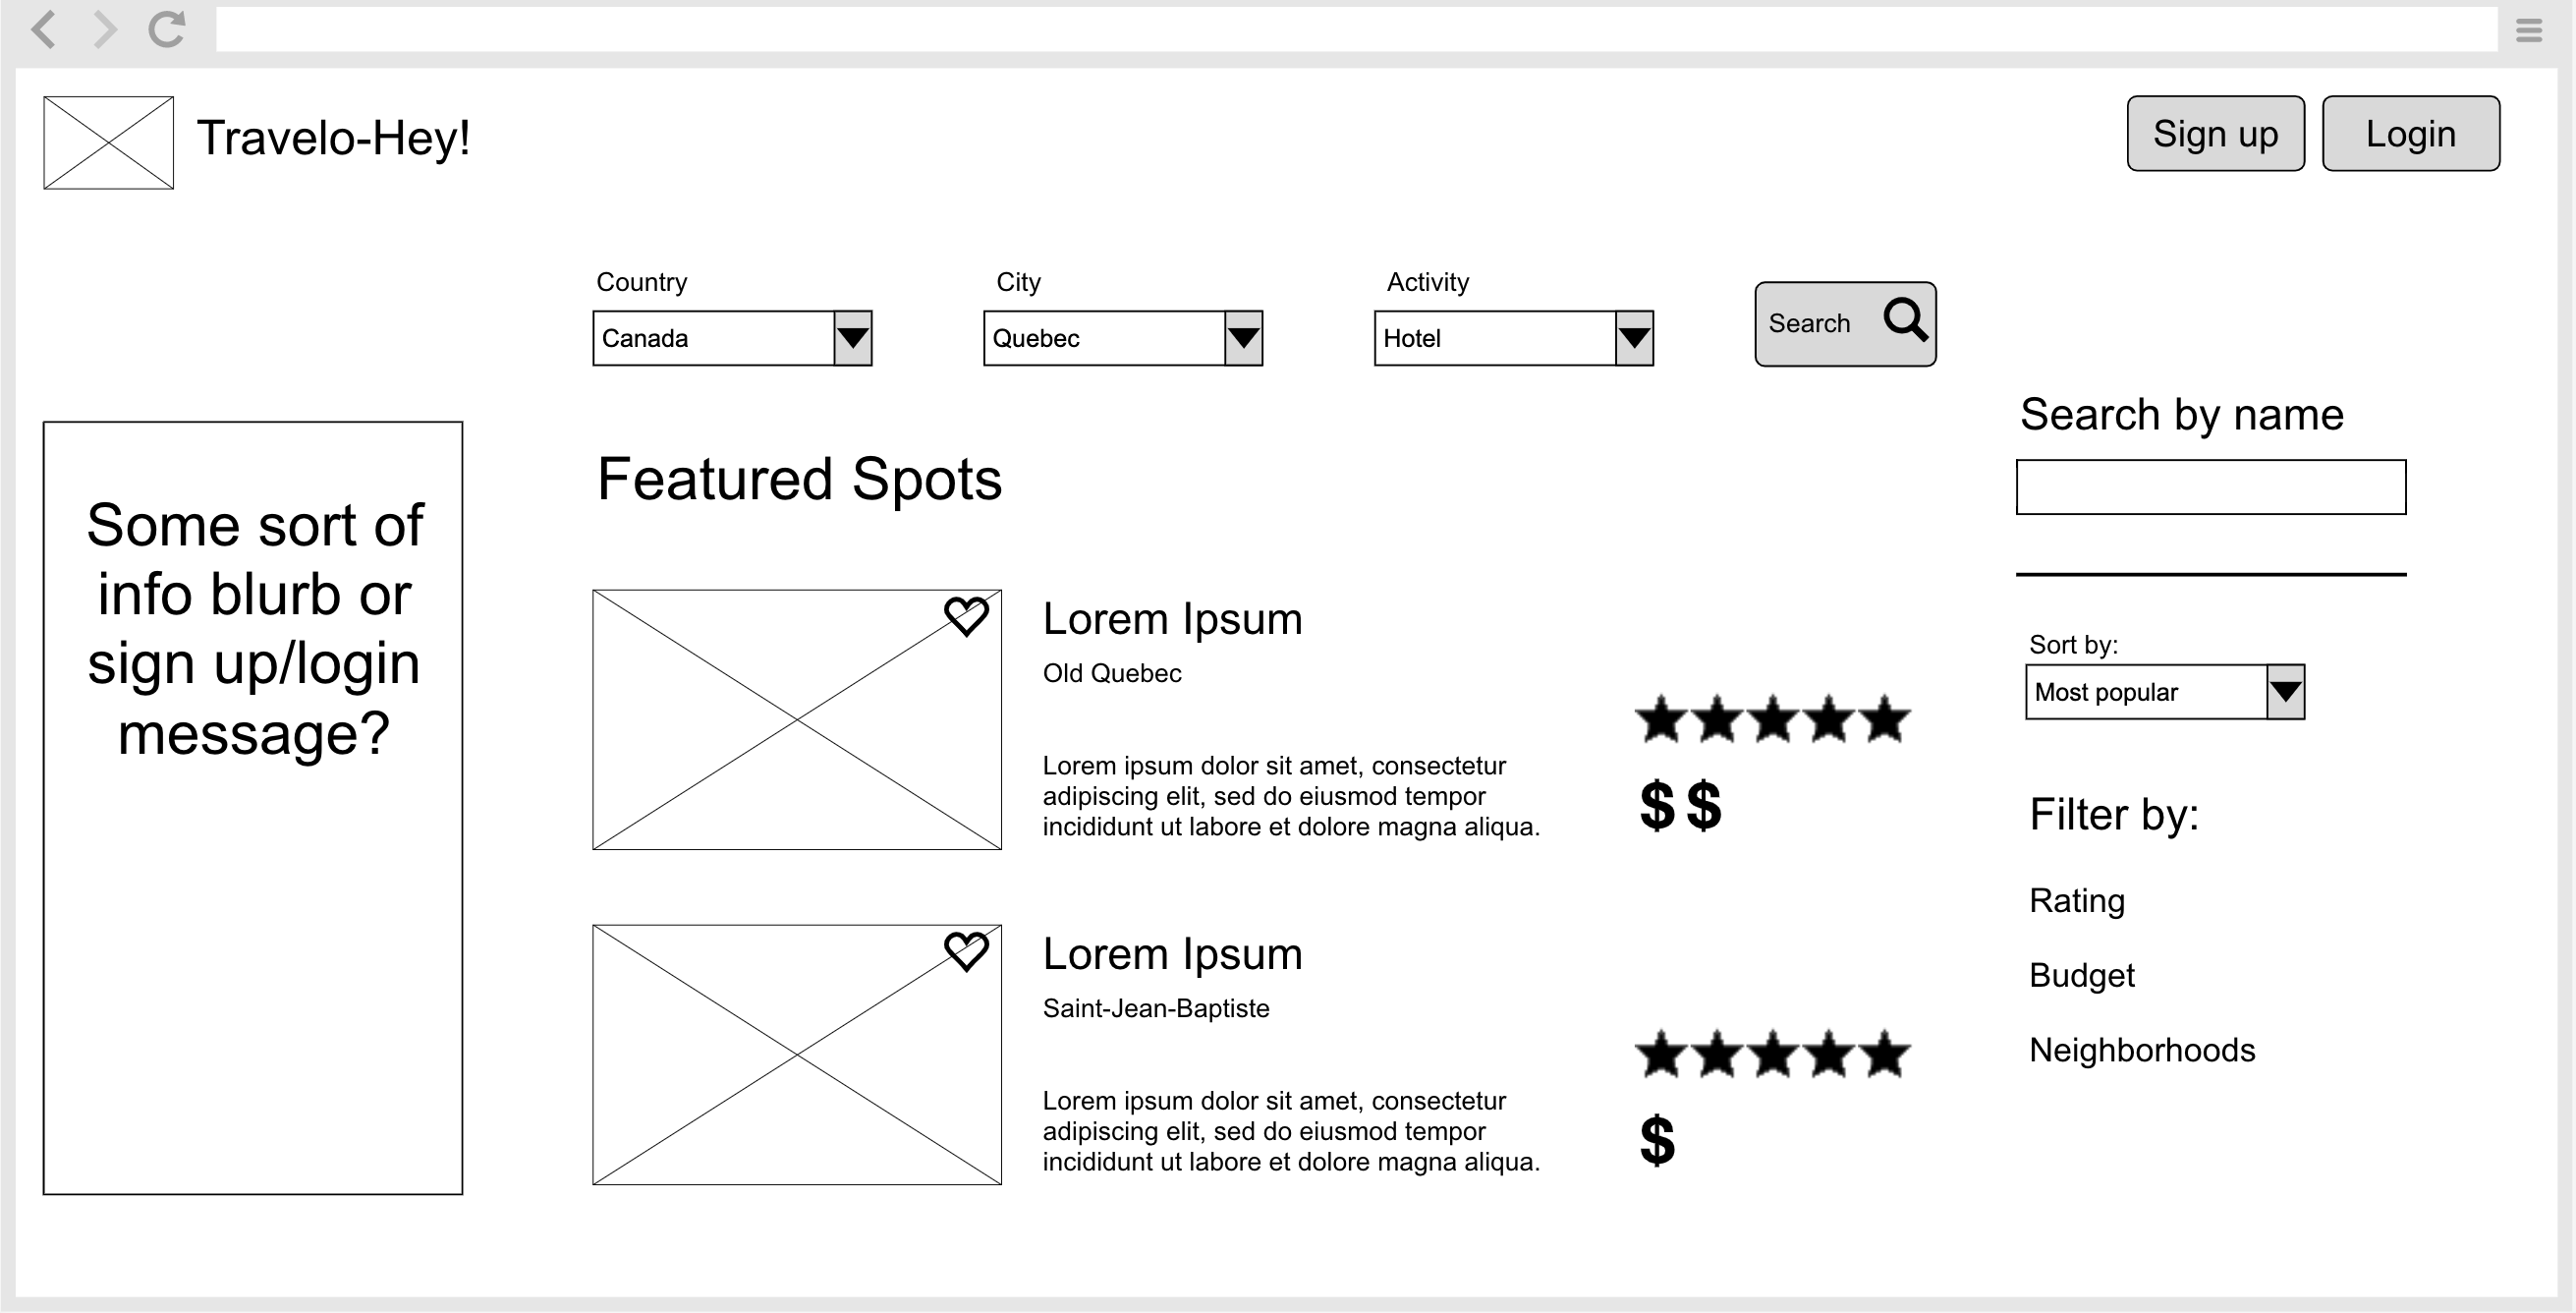 Travelo-Hey!
Sign up
Login
Country
City
Activity
Canada
Quebec
Hotel
Search
Some sort of
info blurb or
sign up/login
message?
Featured Spots
Lorem Ipsum
Old Quebec
Lorem ipsum dolor sit amet, consectetur
adipiscing elit, sed do eiusmod tempor
incididunt ut labore et dolore magna aliqua.
$ $
Lorem Ipsum
Saint-Jean-Baptiste
Lorem ipsum dolor sit amet, consectetur
adipiscing elit, sed do eiusmod tempor
incididunt ut labore et dolore magna aliqua.
$
Search by name
Sort by:
Most popular
Filter by:
Rating
Budget
Neighborhoods